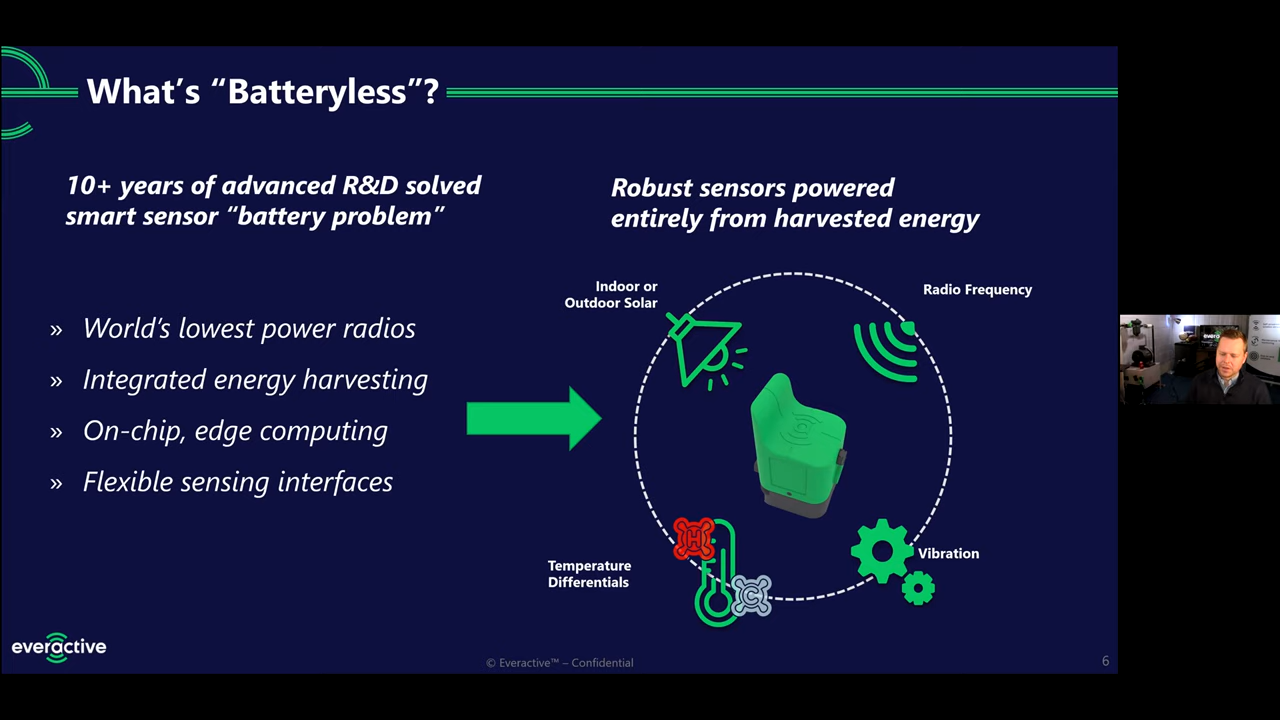 What's “Batteryless”?
10+ years of advanced R&D solved
smart sensor “battery problem”
» World's lowest power radios
» Integrated energy harvesting
» On-chip, edge computing
» Flexible sensing interfaces
Robust sensors powered
entirely from harvested energy
Indoor or
Outdoor Solar
Radio Frequency
H
C
Temperature
Differentials
Vibration
everactive
© Everactive™ – Confidential
6